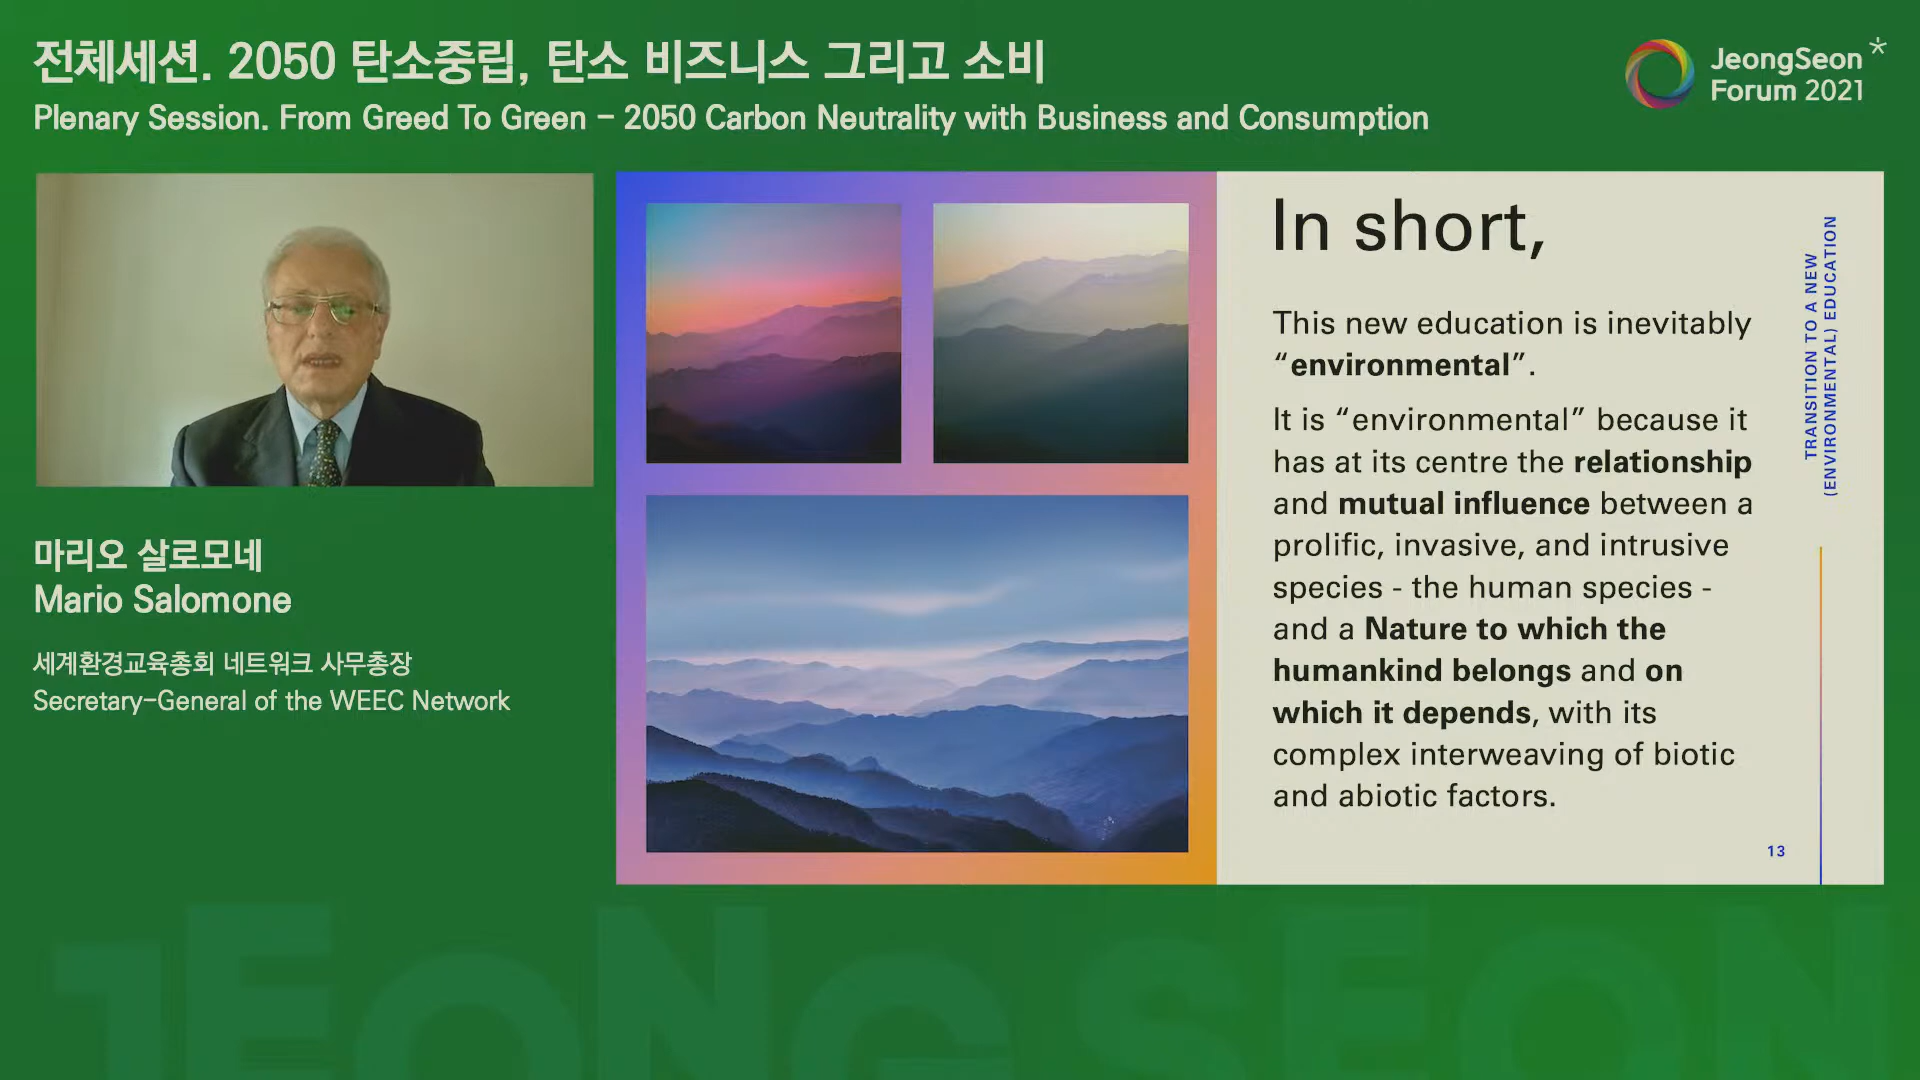 전체세션. 2050 탄소중립, 탄소 비즈니스 그리고 소비
Plenary Session. From Greed To Green - 2050 Carbon Neutrality with Business and Consumption
JeongSeon*
Forum 2021
마리오 살로모네
Mario Salomone
세계환경교육총회 네트워크 사무총장
Secretary-General of the WEEC Network
In short,
This new education is inevitably
“environmental”.
It is “environmental” because it
has at its centre the relationship
and mutual influence between a
prolific, invasive, and intrusive
species - the human species -
and a Nature to which the
humankind belongs and on
which it depends, with its
complex interweaving of biotic
and abiotic factors.
TRANSITION TO A NEW
(ENVIRONMENTAL) EDUCATION
13
JEONGSEON